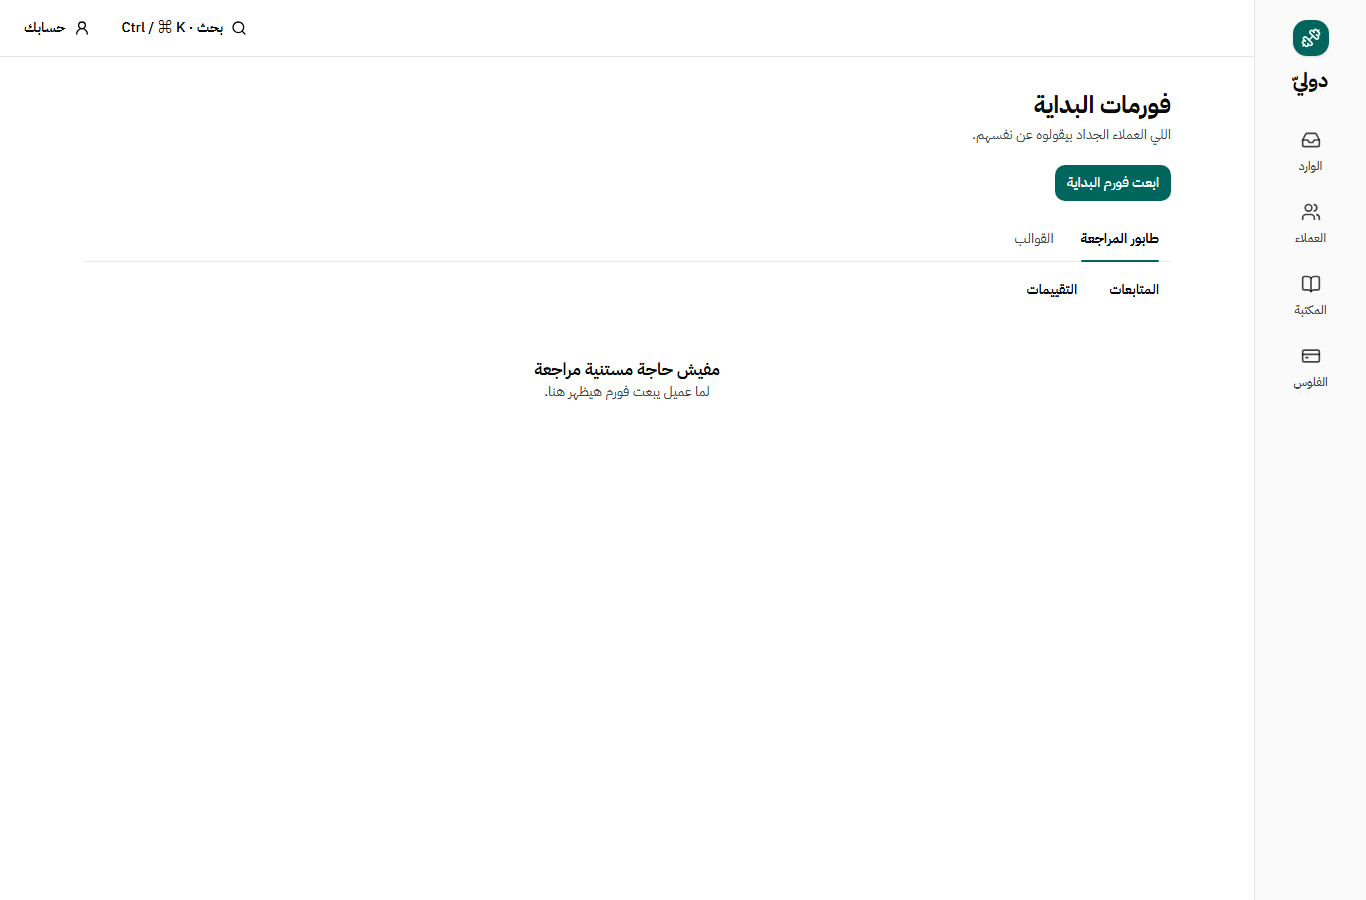 دوليّ
الوارد
العملاء
المكتبة
الفلوس
بحث · Ctrl / ⌘ K
حسابك
فورمات البداية
اللي العملاء الجداد بيقولوه عن نفسهم.
ابعت فورم البداية
طابور المراجعة
القوالب
المتابعات
التقييمات
مفيش حاجة مستنية مراجعة
لما عميل يبعت فورم هيظهر هنا.